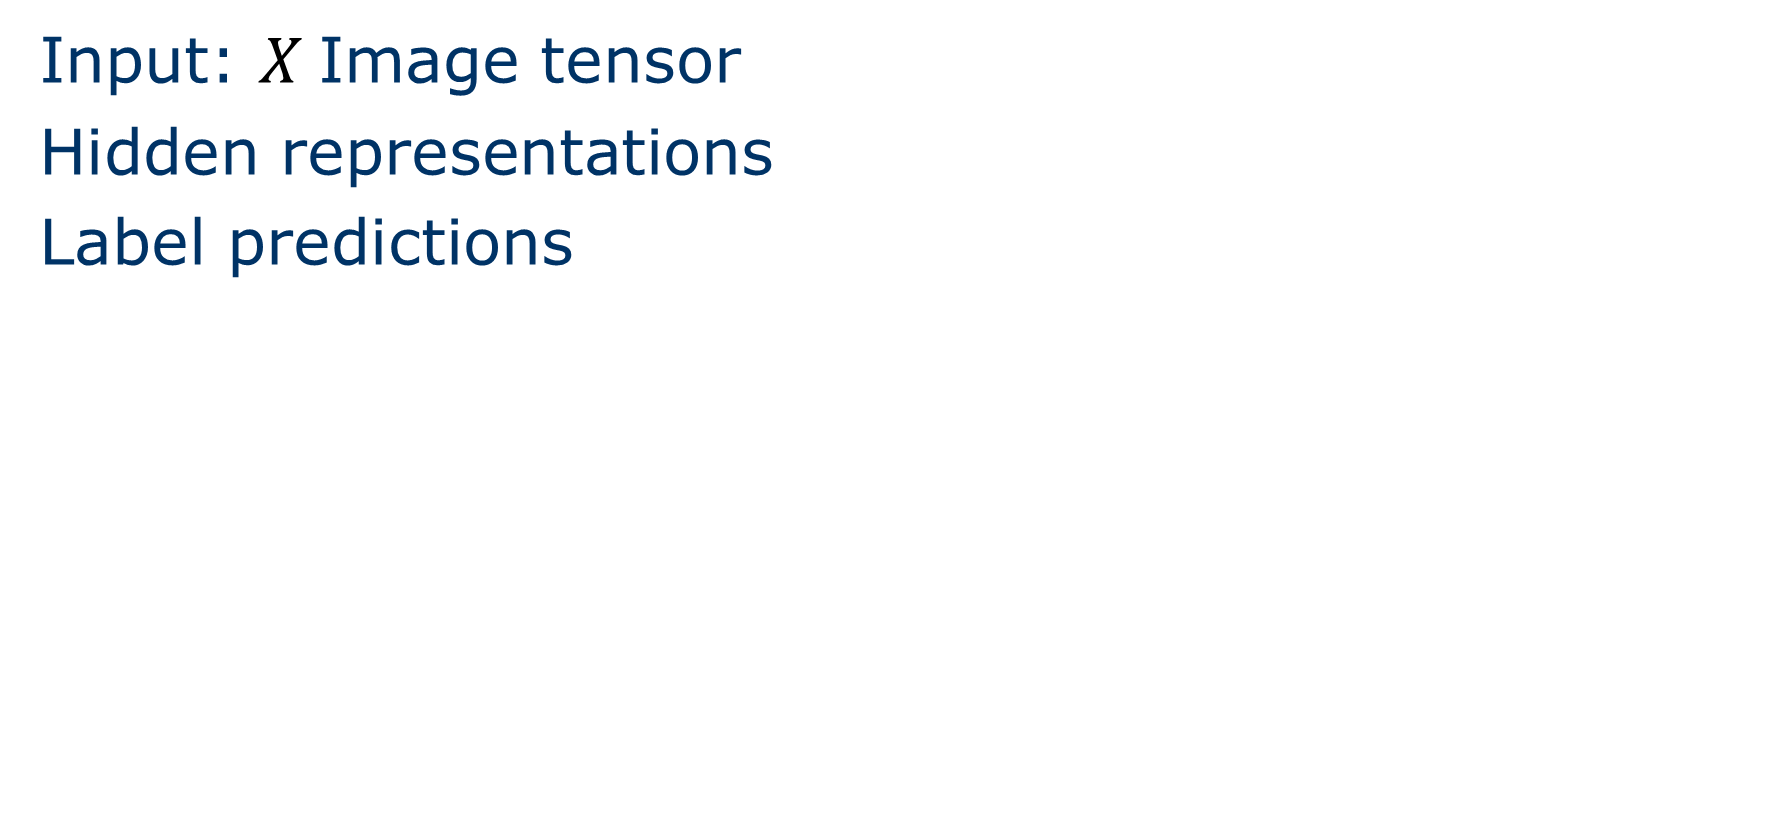 Input: X Image tensor
Hidden representations
Label predictions